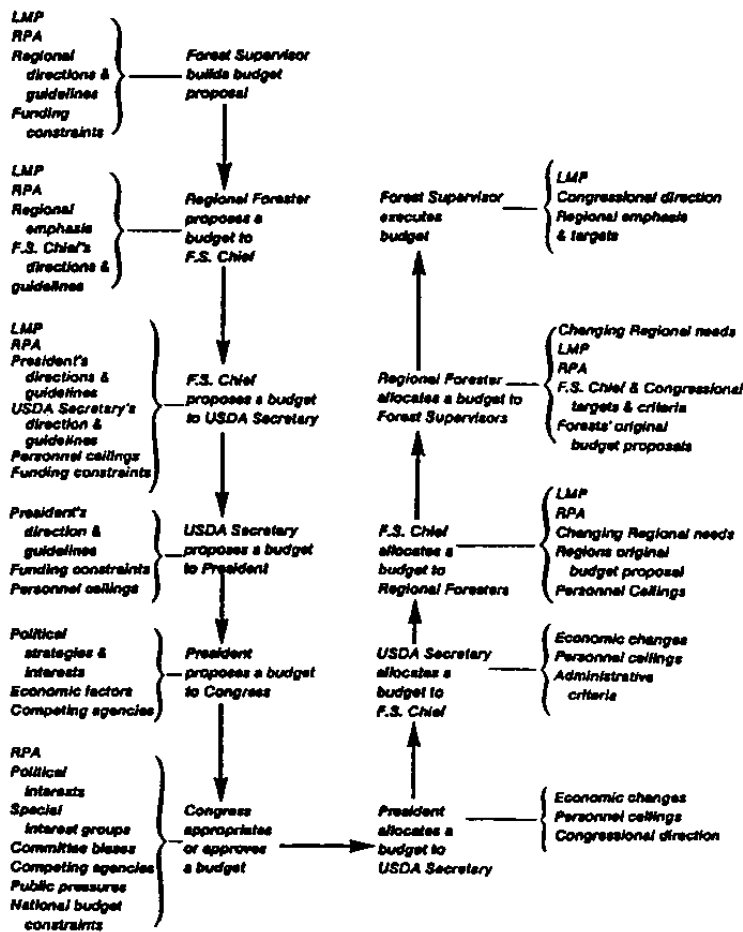 LMP
RPA
Regional
directions &
guidelines
Funding
constraints
Forest Supervisor
builds budget
proposal
LMP
RPA
Regional
emphasis
F.S. Chief's
directions &
guidelines
Regional Forester
proposes a
budget to
F.S. Chief
LMP
RPA
President's
directions &
guidelines
USDA Secretary's
direction &
guidelines
Personnel ceilings
Funding constraints
F.S. Chief
proposes a budget
to USDA Secretary
President's
direction &
guidelines
Funding constraints
Personnel ceilings
USDA Secretary
proposes a budget
to President
Political
strategies &
interests
Economic factors
Competing agencies
President
proposes a budget
to Congress
RPA
Political
interests
Special
interest groups
Committee biases
Competing agencies
Public pressures
National budget
constraints
Congress
appropriates
or approves
a budget
Forest Supervisor
executes
budget
LMP
Congressional direction
Regional emphasis
& targets
Regional Forester
allocates a budget to
Forest Supervisors
Changing Regional needs
LMP
RPA
F.S. Chief & Congressional
targets & criteria
Forests' original
budget proposals
F.S. Chief
allocates a
budget to
Regional Foresters
LMP
RPA
Changing Regional needs
Regions original
budget proposal
Personnel Ceilings
USDA Secretary
allocates a
budget to
F.S. Chief
Economic changes
Personnel ceilings
Administrative
criteria
President
allocates a
budget to
USDA Secretary
Economic changes
Personnel ceilings
Congressional direction